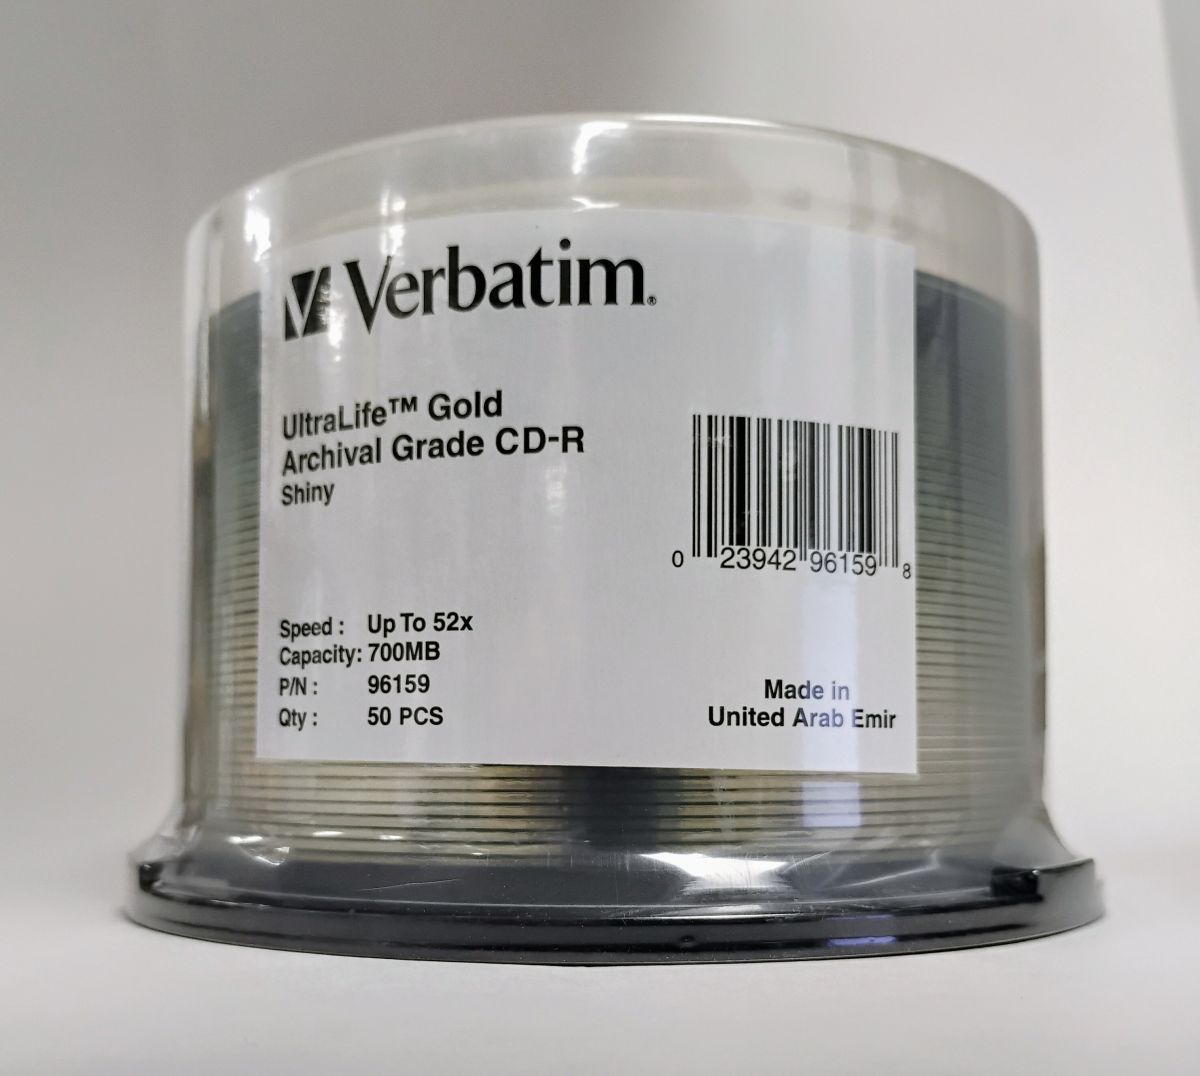 Verbatim®
UltraLife™ Gold
Archival Grade CD-R
Shiny
0 23942 96159 8
Speed : Up To 52x
Capacity: 700MB
P/N : 96159
Qty : 50 PCS
Made in
United Arab Emir